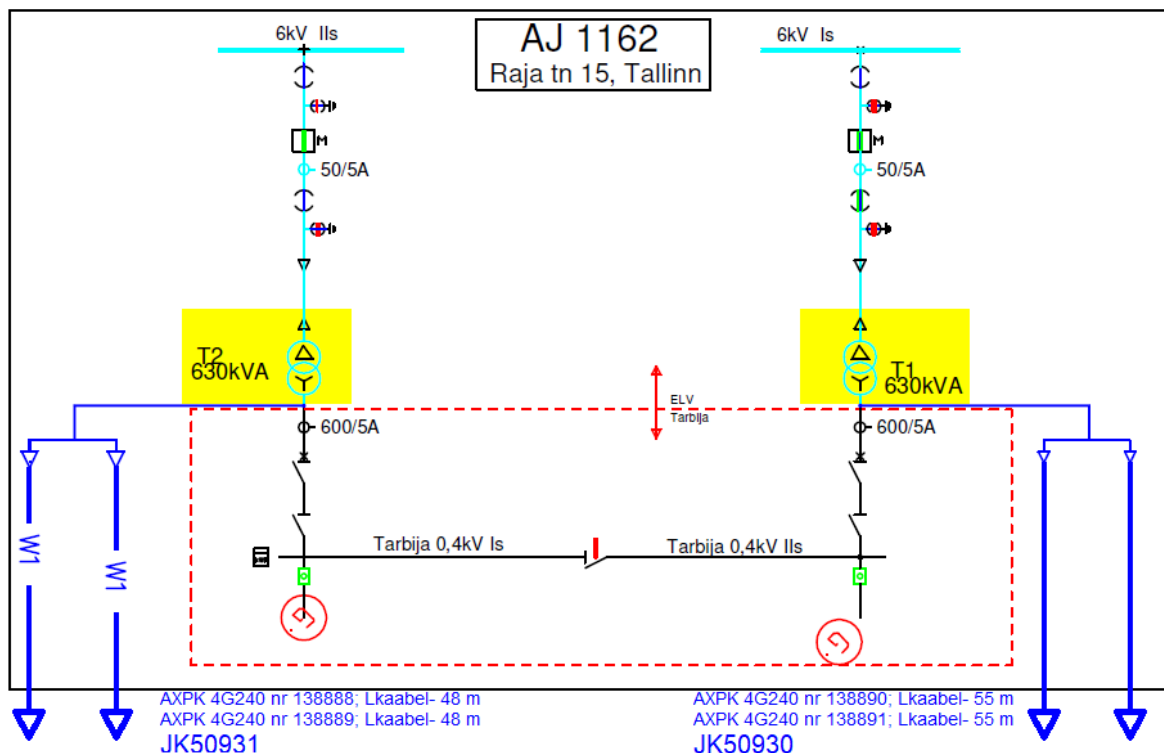 6kV IIs
AJ 1162
Raja tn 15, Tallinn
6kV Is
M
M
50/5A
50/5A
T2
630kVA
T1
630kVA
ELV
Tarbija
600/5A
600/5A
W1
W1
Tarbija 0,4kV Is
Tarbija 0,4kV IIs
G
G
AXPK 4G240 nr 138888; Lkaabel- 48 m
AXPK 4G240 nr 138889; Lkaabel- 48 m
JK50931
AXPK 4G240 nr 138890; Lkaabel- 55 m
AXPK 4G240 nr 138891; Lkaabel- 55 m
JK50930